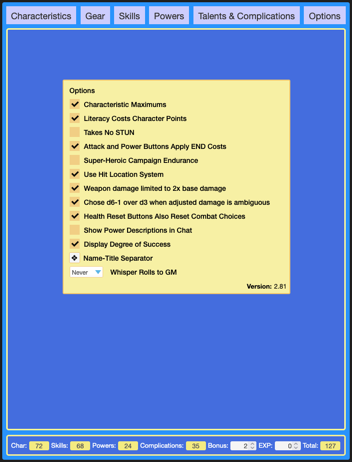 Characteristics Gear Skills Powers Talents & Complications Options
Options
Characteristic Maximums
Literacy Costs Character Points
Takes No STUN
Attack and Power Buttons Apply END Costs
Super-Heroic Campaign Endurance
Use Hit Location System
Weapon damage limited to 2x base damage
Chose d6-1 over d3 when adjusted damage is ambiguous
Health Reset Buttons Also Reset Combat Choices
Show Power Descriptions in Chat
Display Degree of Success
Name-Title Separator
Never Whisper Rolls to GM
Version: 2.81
Char: 72 Skills: 68 Powers: 24 Complications: 35 Bonus: 2 EXP: 0 Total: 127